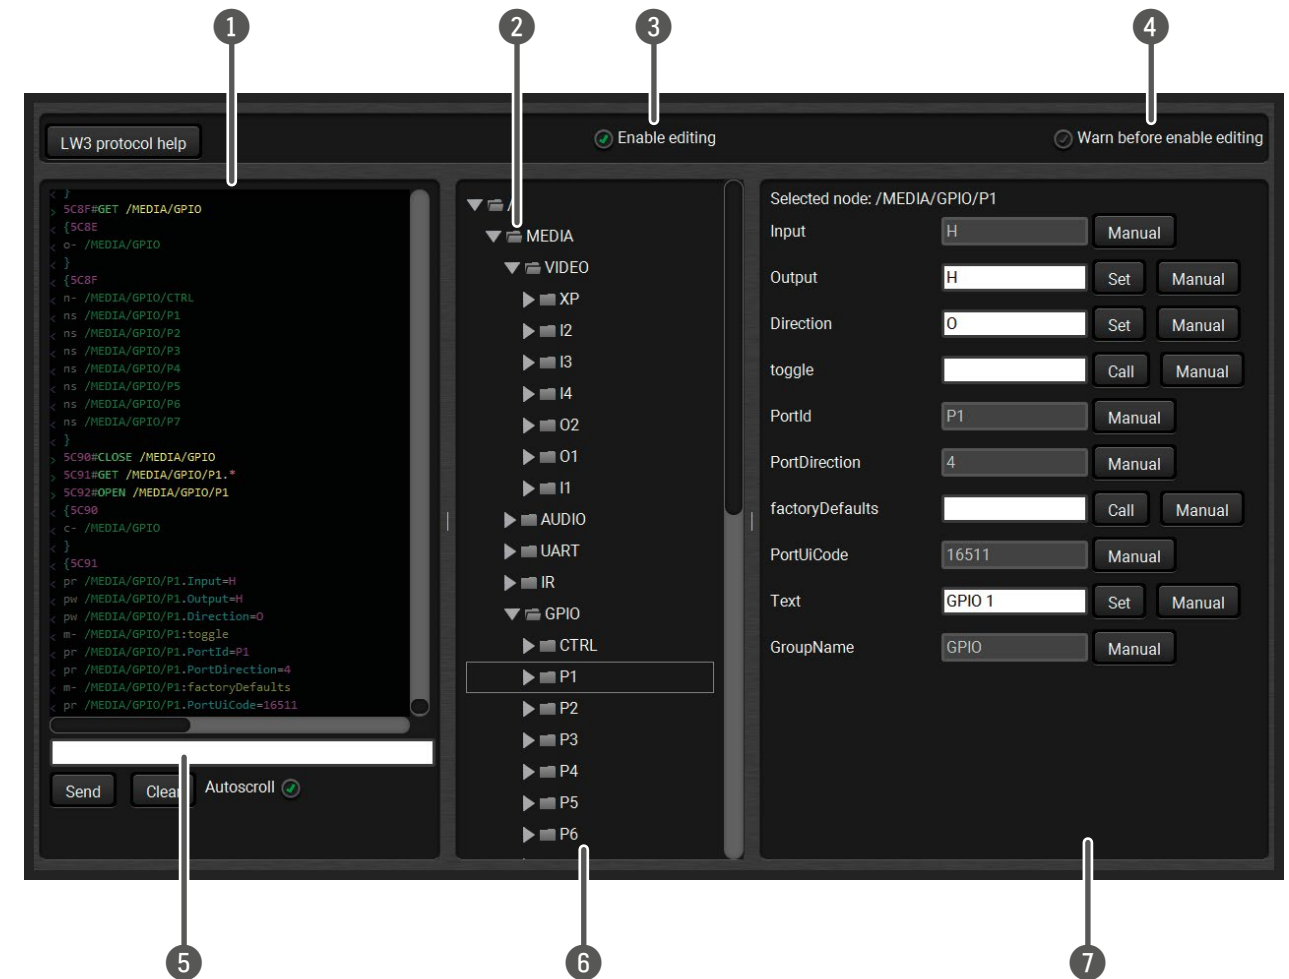 1 2 3 4
LW3 protocol help
Enable editing
Warn before enable editing
< }
> 5C8F#GET /MEDIA/GPIO
< {5C8E
< o- /MEDIA/GPIO
< }
< {5C8F
< n- /MEDIA/GPIO/CTRL
< ns /MEDIA/GPIO/P1
< ns /MEDIA/GPIO/P2
< ns /MEDIA/GPIO/P3
< ns /MEDIA/GPIO/P4
< ns /MEDIA/GPIO/P5
< ns /MEDIA/GPIO/P6
< ns /MEDIA/GPIO/P7
< }
> 5C90#CLOSE /MEDIA/GPIO
> 5C91#GET /MEDIA/GPIO/P1.*
> 5C92#OPEN /MEDIA/GPIO/P1
< {5C90
< c- /MEDIA/GPIO
< }
< {5C91
< pr /MEDIA/GPIO/P1.Input=H
< pw /MEDIA/GPIO/P1.Output=H
< pw /MEDIA/GPIO/P1.Direction=O
< m- /MEDIA/GPIO/P1:toggle
< pr /MEDIA/GPIO/P1.PortId=P1
< pr /MEDIA/GPIO/P1.PortDirection=4
< m- /MEDIA/GPIO/P1:factoryDefaults
< pr /MEDIA/GPIO/P1.PortUiCode=16511
Send Clear Autoscroll
/
MEDIA
VIDEO
XP
I2
I3
I4
O2
O1
I1
AUDIO
UART
IR
GPIO
CTRL
P1
P2
P3
P4
P5
P6
Selected node: /MEDIA/GPIO/P1
Input H Manual
Output H Set Manual
Direction O Set Manual
toggle Call Manual
PortId P1 Manual
PortDirection 4 Manual
factoryDefaults Call Manual
PortUiCode 16511 Manual
Text GPIO 1 Set Manual
GroupName GPIO Manual
5 6 7